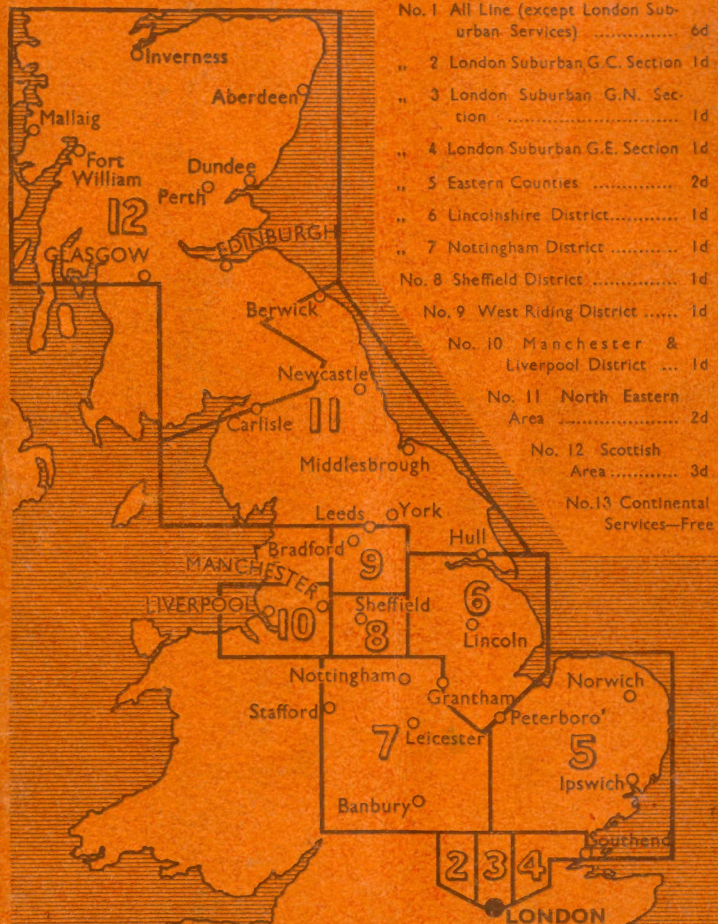 No. 1 All Line (except London Sub-
urban Services) .............. 6d
„ 2 London Suburban G.C. Section 1d
„ 3 London Suburban G.N. Sec-
tion .............................. 1d
„ 4 London Suburban G.E. Section 1d
„ 5 Eastern Counties ............. 2d
„ 6 Lincolnshire District............. 1d
„ 7 Nottingham District ........... 1d
No. 8 Sheffield District .............. 1d
No. 9 West Riding District ...... 1d
No. 10 Manchester &
Liverpool District ... 1d
No. 11 North Eastern
Area ..................... 2d
No. 12 Scottish
Area ............. 3d
No.13 Continental
Services—Free
Inverness
Aberdeen
Mallaig
Fort
William
Dundee
Perth
12
GLASGOW
EDINBURGH
Berwick
Newcastle
11
Carlisle
Middlesbrough
Leeds
York
Hull
Bradford
9
MANCHESTER
LIVERPOOL
10
Sheffield
8
6
Lincoln
Nottingham
Grantham
Norwich
Stafford
Peterboro'
7
Leicester
5
Ipswich
Banbury
Southend
2
3
4
LONDON